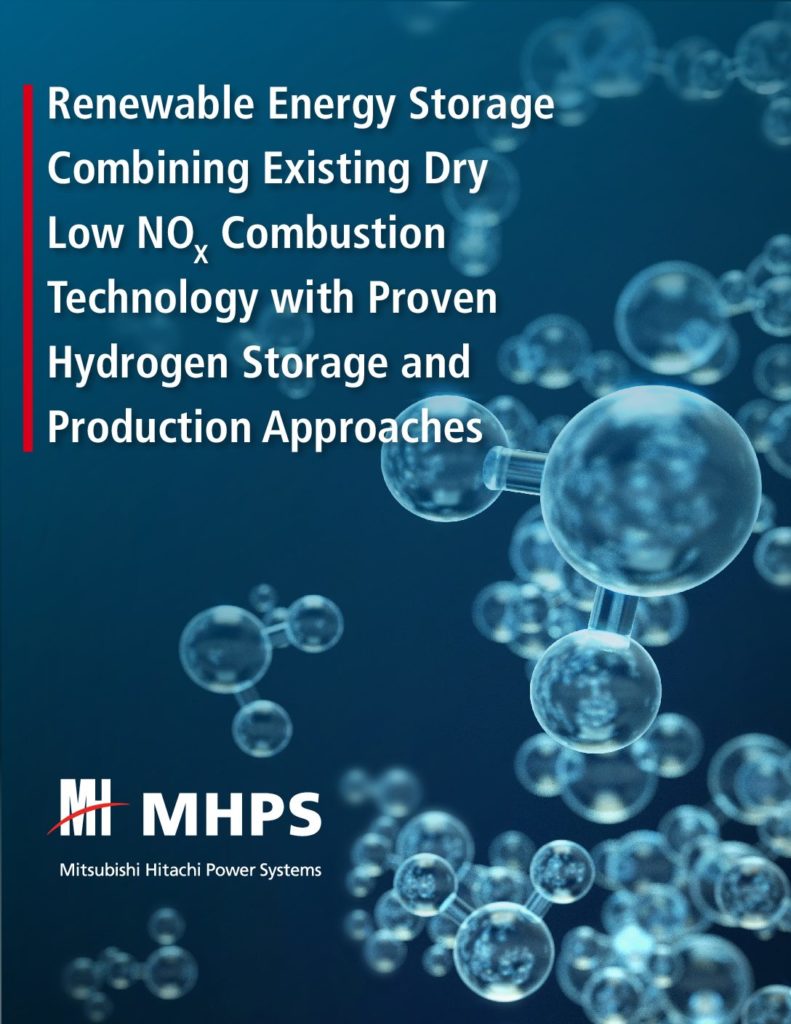 Renewable Energy Storage
Combining Existing Dry
Low NOX Combustion
Technology with Proven
Hydrogen Storage and
Production Approaches
MH MHPS
Mitsubishi Hitachi Power Systems